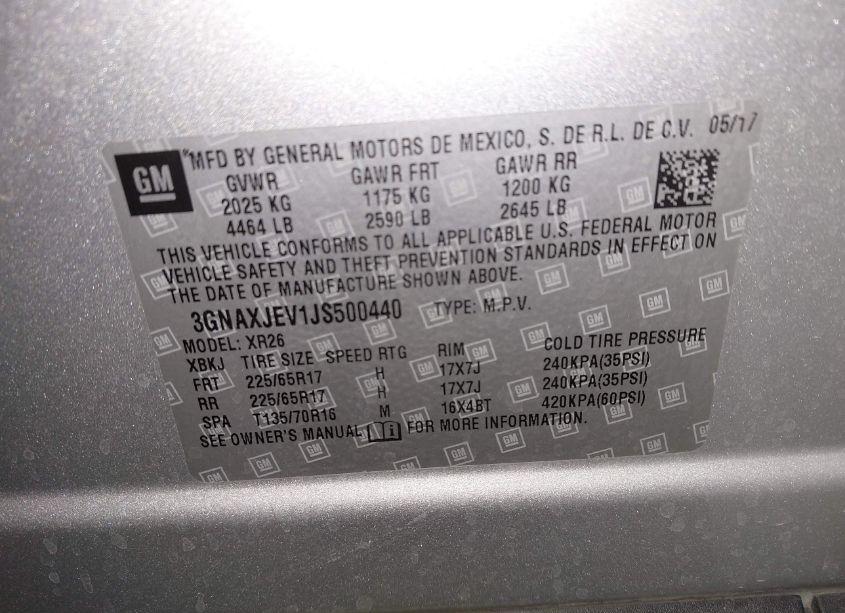 GM
*MFD BY GENERAL MOTORS DE MEXICO, S. DE R.L. DE C.V. 05/17
GVWR GAWR FRT GAWR RR
2025 KG 1175 KG 1200 KG
4464 LB 2590 LB 2645 LB
THIS VEHICLE CONFORMS TO ALL APPLICABLE U.S. FEDERAL MOTOR
VEHICLE SAFETY AND THEFT PREVENTION STANDARDS IN EFFECT ON
THE DATE OF MANUFACTURE SHOWN ABOVE.
3GNAXJEV1JS500440 TYPE: M.P.V.
MODEL: XR26
XBKJ TIRE SIZE SPEED RTG RIM COLD TIRE PRESSURE
FRT 225/65R17 H 17X7J 240KPA(35PSI)
RR 225/65R17 H 17X7J 240KPA(35PSI)
SPA T135/70R16 M 16X4BT 420KPA(60PSI)
SEE OWNER'S MANUAL i FOR MORE INFORMATION.